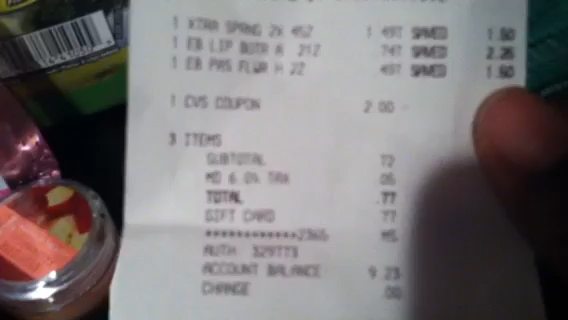 1 XTRA SPRNG 2X 45Z 1.49T SAVED 1.50
1 EB LIP BUTR A .21Z .74T SAVED 2.25
1 EB PAS FLWR H 2Z .49T SAVED 1.50
1 CVS COUPON 2.00-
3 ITEMS
SUBTOTAL .72
MD 6.0% TAX .05
TOTAL .77
GIFT CARD .77
************2365 MS
AUTH 329773
ACCOUNT BALANCE 9.23
CHANGE .00